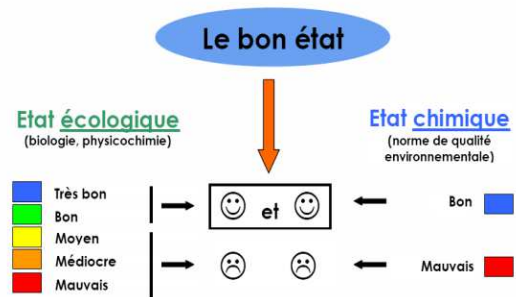 Le bon état
Etat écologique
(biologie, physicochimie)
Etat chimique
(norme de qualité
environnementale)
Très bon
Bon
Moyen
Médiocre
Mauvais
et
Bon
Mauvais